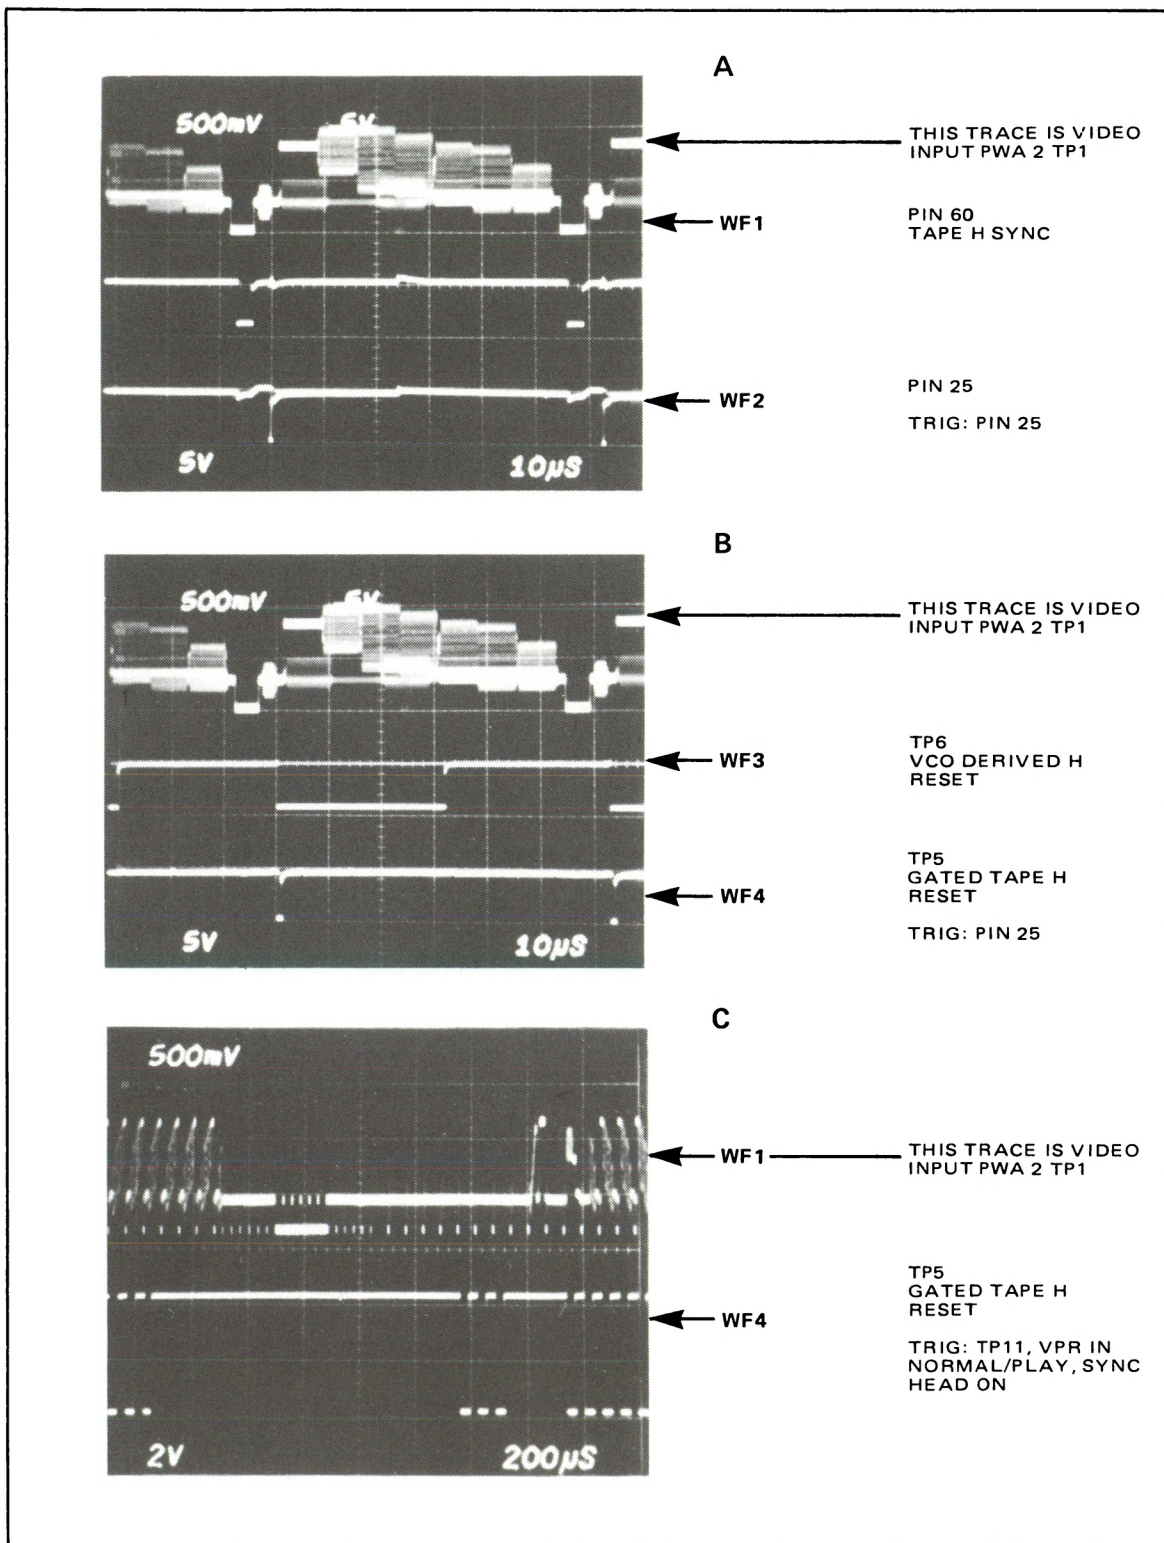 A
500mV
5V
THIS TRACE IS VIDEO
INPUT PWA 2 TP1
WF1
PIN 60
TAPE H SYNC
WF2
PIN 25
TRIG: PIN 25
5V
10µS
B
500mV
5V
THIS TRACE IS VIDEO
INPUT PWA 2 TP1
WF3
TP6
VCO DERIVED H
RESET
TP5
GATED TAPE H
RESET
WF4
TRIG: PIN 25
5V
10µS
C
500mV
WF1
THIS TRACE IS VIDEO
INPUT PWA 2 TP1
TP5
GATED TAPE H
RESET
WF4
TRIG: TP11, VPR IN
NORMAL/PLAY, SYNC
HEAD ON
2V
200µS